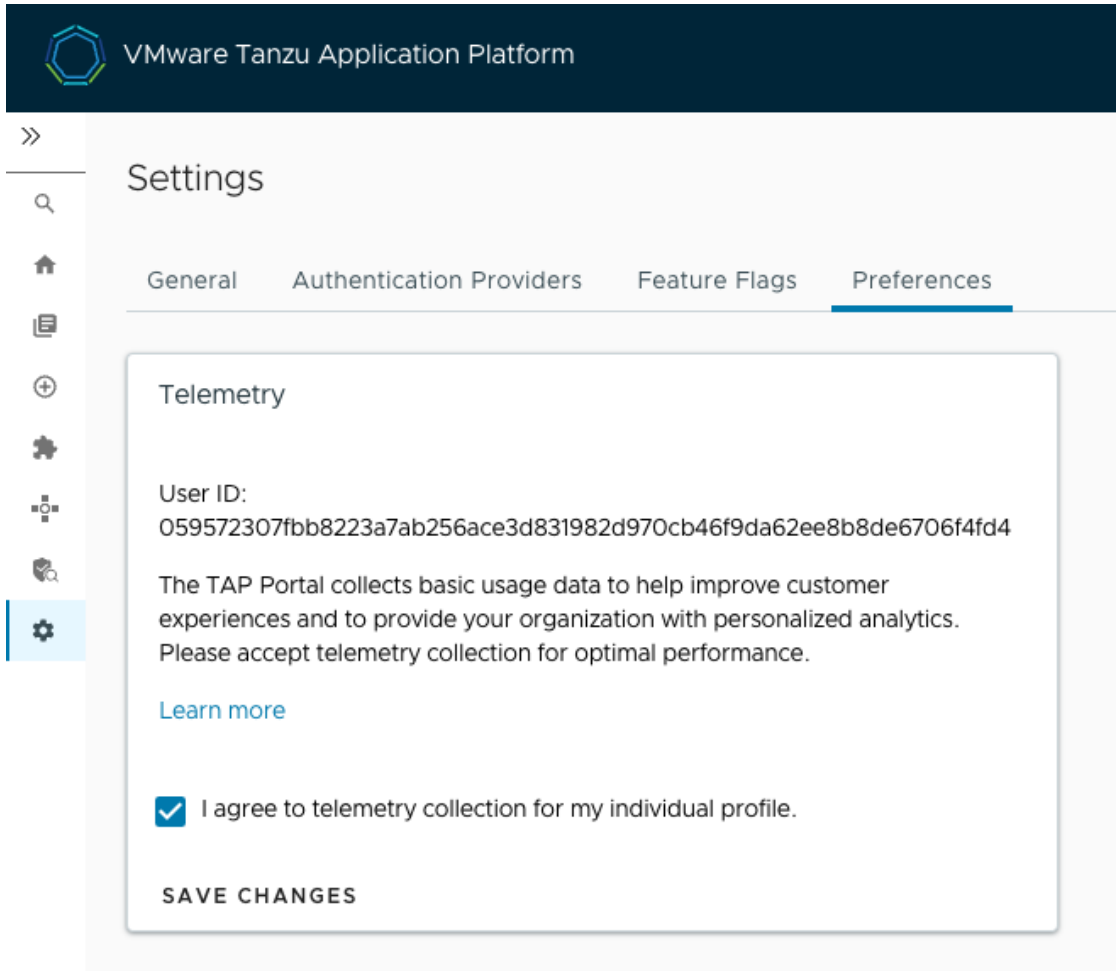 VMware Tanzu Application Platform
Settings
General Authentication Providers Feature Flags Preferences
Telemetry
User ID:
059572307fbb8223a7ab256ace3d831982d970cb46f9da62ee8b8de6706f4fd4
The TAP Portal collects basic usage data to help improve customer
experiences and to provide your organization with personalized analytics.
Please accept telemetry collection for optimal performance.
Learn more
I agree to telemetry collection for my individual profile.
SAVE CHANGES